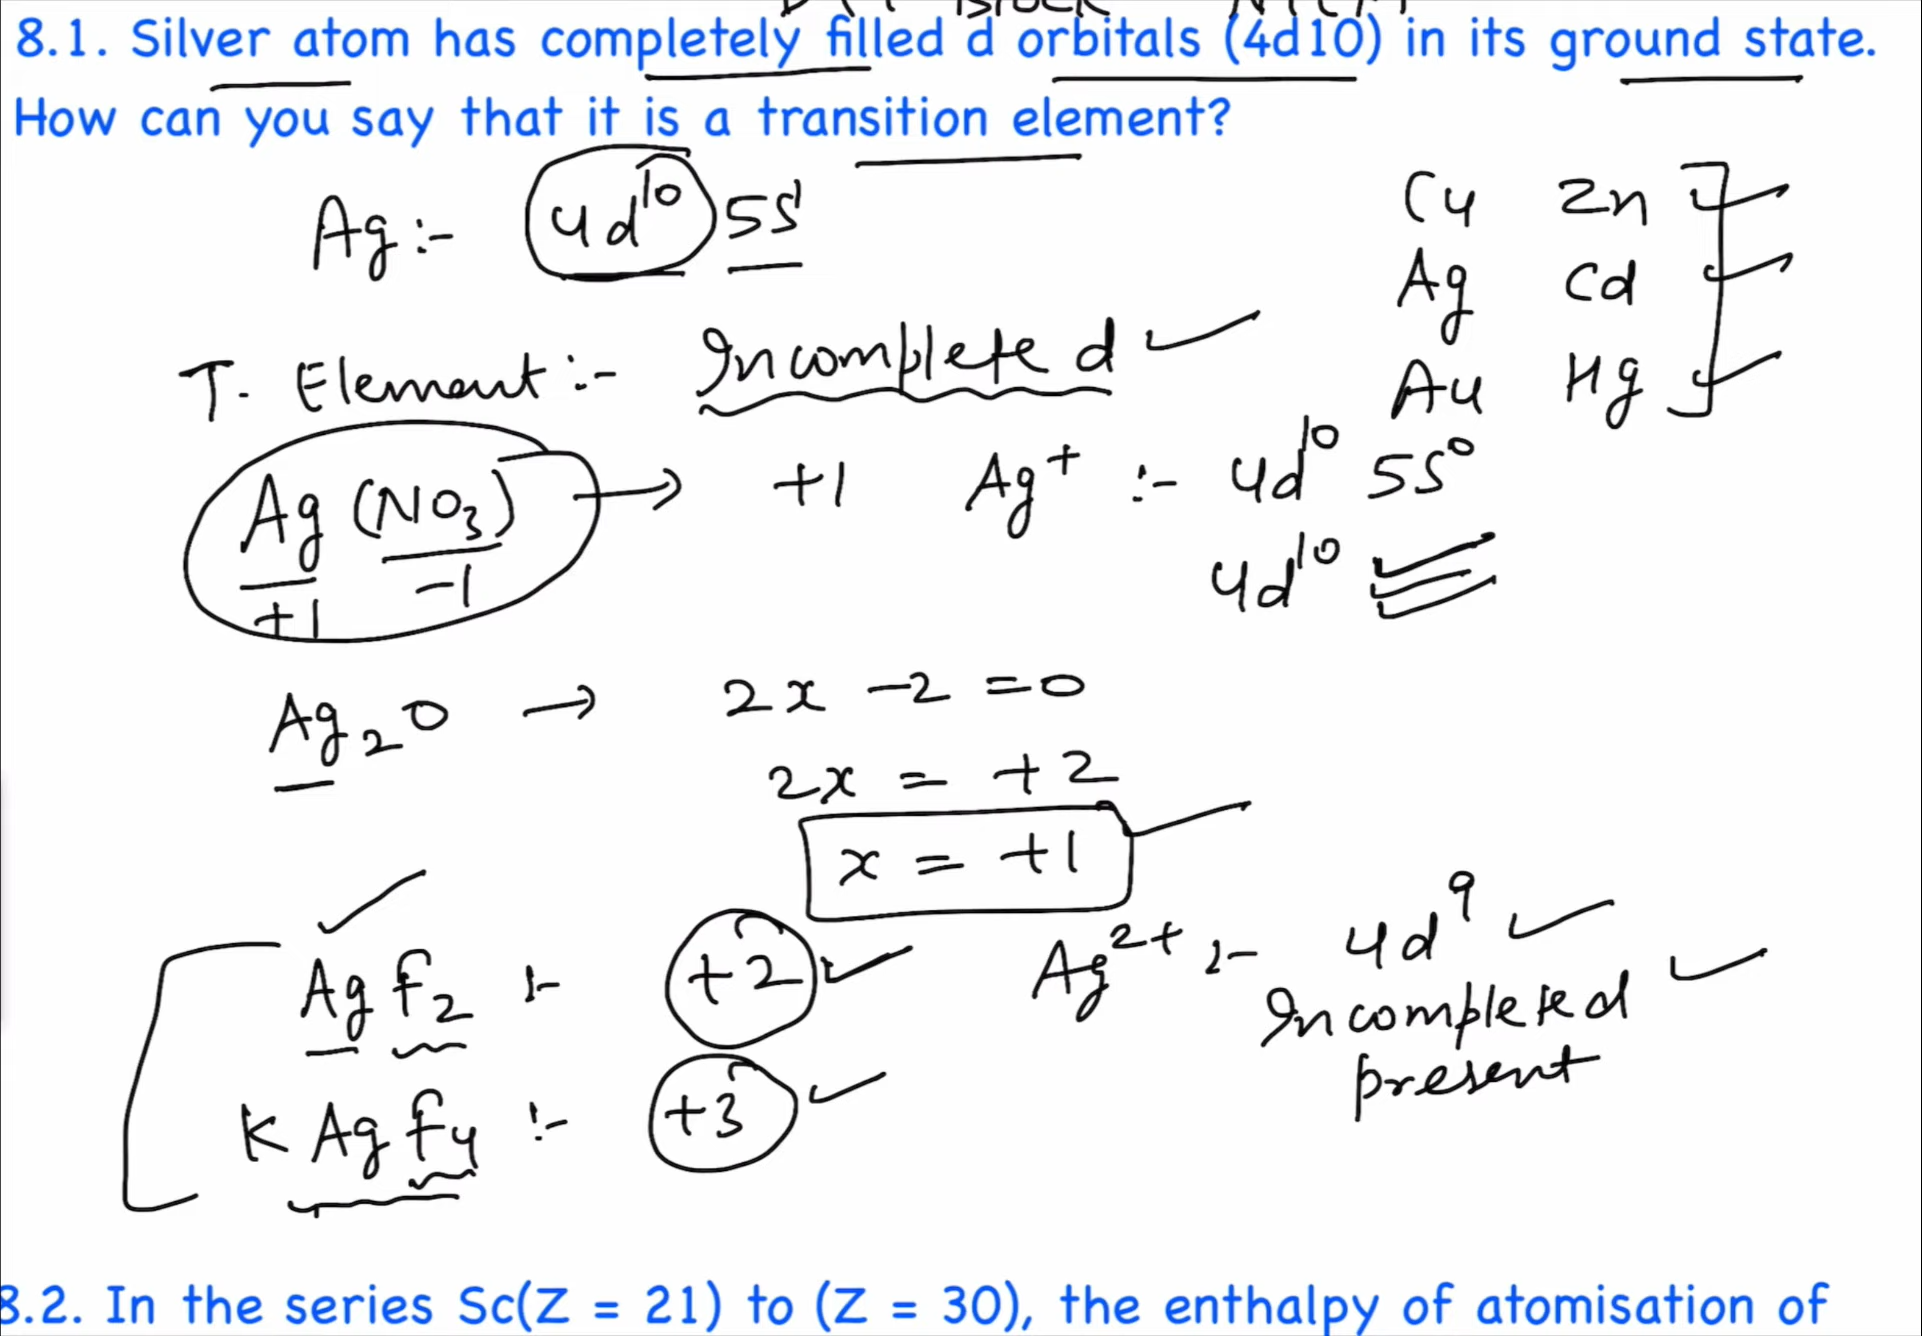 8.1. Silver atom has completely filled d orbitals (4d10) in its ground state.
How can you say that it is a transition element?
Ag :- 4d¹⁰ 5s¹
Cu Zn
Ag Cd
Au Hg
T. Element :- Incomplete d
Ag (NO₃) → +1 Ag⁺ :- 4d¹⁰ 5s⁰
+1 -1
4d¹⁰
Ag₂O → 2x -2 = 0
2x = +2
x = +1
AgF₂ :- +2 Ag²⁺ :- 4d⁹
Incomplete d
present
KAgF₄ :- +3
8.2. In the series Sc(Z = 21) to (Z = 30), the enthalpy of atomisation of